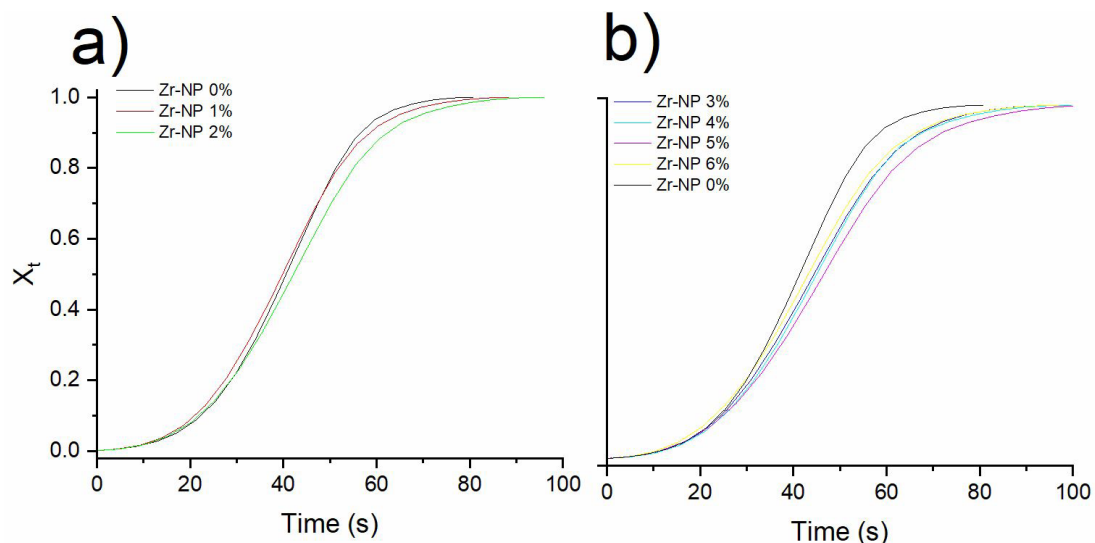 a)
Zr-NP 0%
Zr-NP 1%
Zr-NP 2%
1.0
0.8
0.6
0.4
0.2
0.0
X_t
0 20 40 60 80 100
Time (s)
b)
Zr-NP 3%
Zr-NP 4%
Zr-NP 5%
Zr-NP 6%
Zr-NP 0%
0 20 40 60 80 100
Time (s)